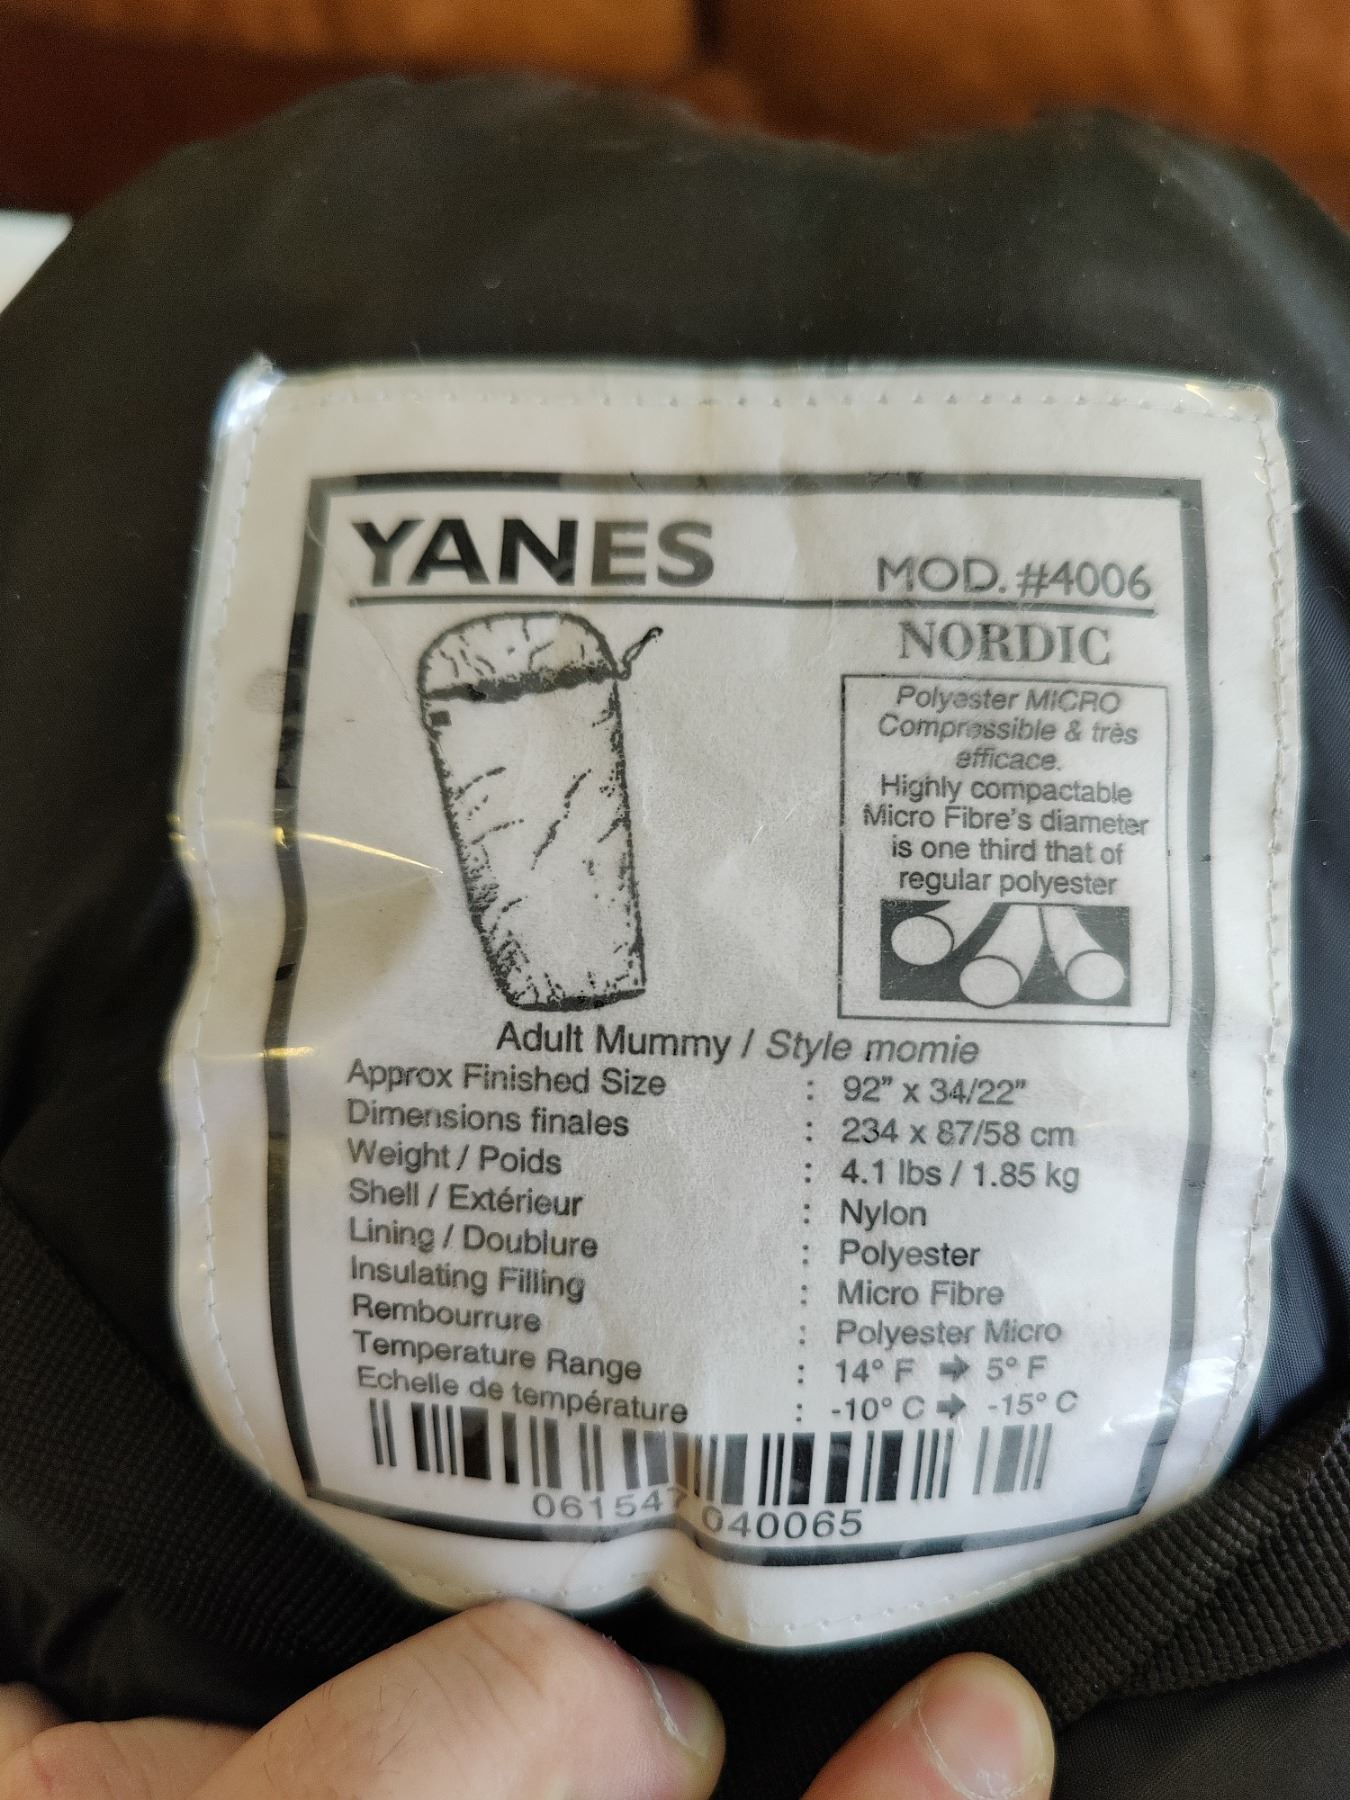 YANES
MOD. #4006
NORDIC
Polyester MICRO
Compressible & très
efficace.
Highly compactable
Micro Fibre's diameter
is one third that of
regular polyester
Adult Mummy / Style momie
Approx Finished Size : 92" x 34/22"
Dimensions finales : 234 x 87/58 cm
Weight / Poids : 4.1 lbs / 1.85 kg
Shell / Extérieur : Nylon
Lining / Doublure : Polyester
Insulating Filling : Micro Fibre
Rembourrure : Polyester Micro
Temperature Range : 14° F ➔ 5° F
Echelle de température : -10° C ➔ -15° C
061547 040065